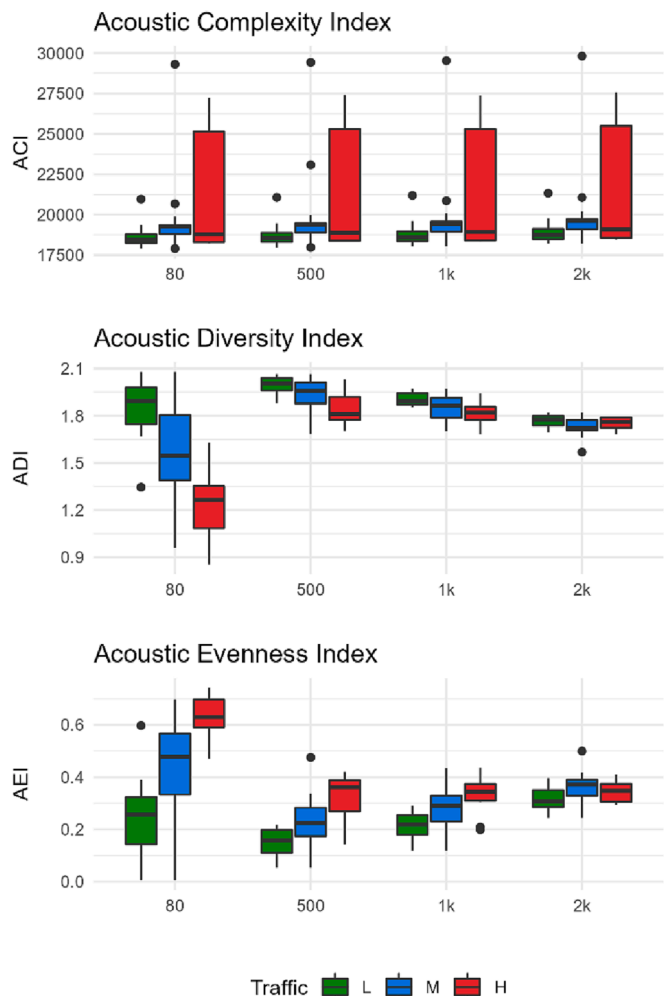 Acoustic Complexity Index
30000
27500
25000
22500
20000
17500
ACI
80 500 1k 2k
Acoustic Diversity Index
2.1
1.8
1.5
1.2
0.9
ADI
80 500 1k 2k
Acoustic Evenness Index
0.6
0.4
0.2
0.0
AEI
80 500 1k 2k
Traffic L M H